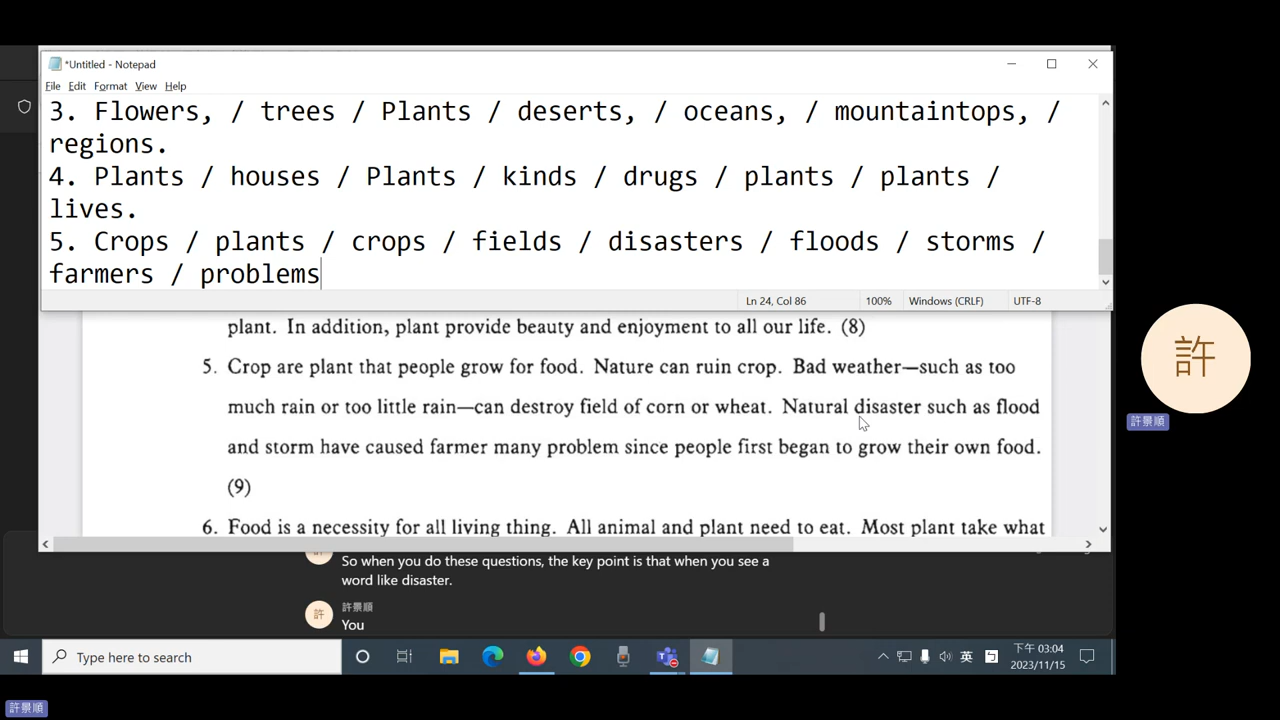 *Untitled - Notepad
File Edit Format View Help
3. Flowers, / trees / Plants / deserts, / oceans, / mountaintops, /
regions.
4. Plants / houses / Plants / kinds / drugs / plants / plants /
lives.
5. Crops / plants / crops / fields / disasters / floods / storms /
farmers / problems
Ln 24, Col 86 100% Windows (CRLF) UTF-8
plant. In addition, plant provide beauty and enjoyment to all our life. (8)
5. Crop are plant that people grow for food. Nature can ruin crop. Bad weather—such as too
much rain or too little rain—can destroy field of corn or wheat. Natural disaster such as flood
and storm have caused farmer many problem since people first began to grow their own food.
(9)
6. Food is a necessity for all living thing. All animal and plant need to eat. Most plant take what
So when you do these questions, the key point is that when you see a
word like disaster.
許景順
許
You
許
許景順
Type here to search
英
下午 03:04
2023/11/15
許景順